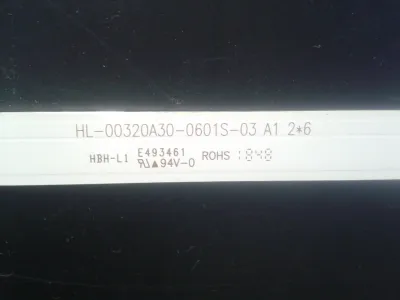 HL-00320A30-0601S-03 A1 2*6
HBH-L1 E493461 ROHS 1848
94V-0